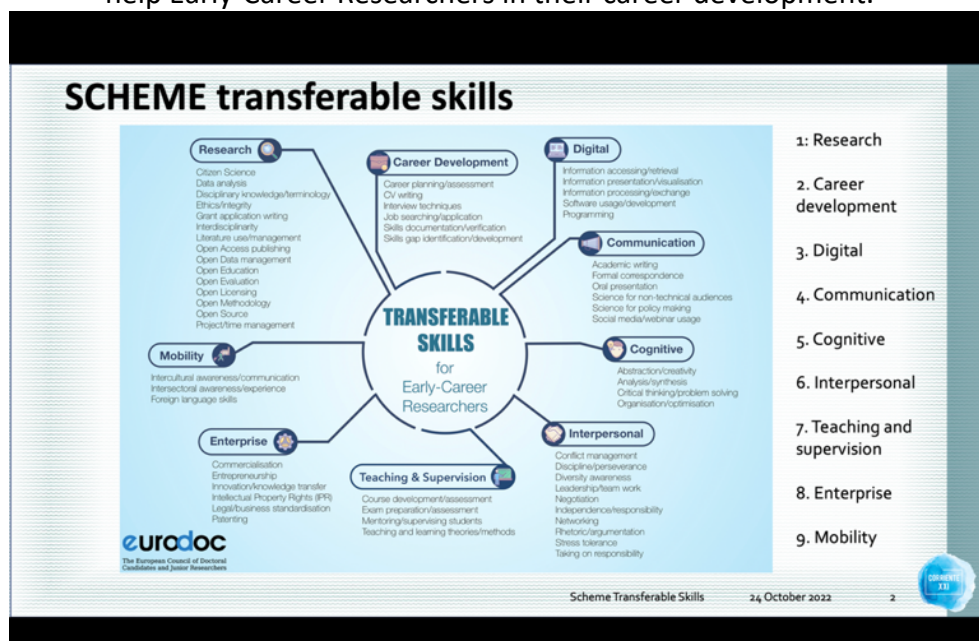 help Early-Career Researchers in their career development.
SCHEME transferable skills
Research
Citizen Science
Data analysis
Disciplinary knowledge/terminology
Ethics/Integrity
Grant application writing
Interdisciplinarity
Literature use/management
Open Access publishing
Open Data management
Open Education
Open Evaluation
Open Licensing
Open Methodology
Open Source
Project/time management
Career Development
Career planning/assessment
CV writing
Interview techniques
Job searching/application
Skills documentation/verification
Skills gap identification/development
Digital
Information accessing/retrieval
Information presentation/visualisation
Information processing/exchange
Software usage/development
Programming
Communication
Academic writing
Formal correspondence
Oral presentation
Science for non-technical audiences
Science for policy making
Social media/webinar usage
TRANSFERABLE
SKILLS
for
Early-Career
Researchers
Mobility
Intercultural awareness/communication
Intersectoral awareness/experience
Foreign language skills
Cognitive
Abstraction/creativity
Analysis/synthesis
Critical thinking/problem solving
Organisation/optimisation
Enterprise
Commercialisation
Entrepreneurship
Innovation/knowledge transfer
Intellectual Property Rights (IPR)
Legal/business standardisation
Patenting
Teaching & Supervision
Course development/assessment
Exam preparation/assessment
Mentoring/supervising students
Teaching and learning theories/methods
Interpersonal
Conflict management
Discipline/perseverance
Diversity awareness
Leadership/team work
Negotiation
Independence/responsibility
Networking
Rhetoric/argumentation
Stress tolerance
Taking on responsibility
eurodoc
The European Council of Doctoral
Candidates and Junior Researchers
1: Research
2. Career
development
3. Digital
4. Communication
5. Cognitive
6. Interpersonal
7. Teaching and
supervision
8. Enterprise
9. Mobility
Scheme Transferable Skills 24 October 2022 2
CORRIENTE
XXI